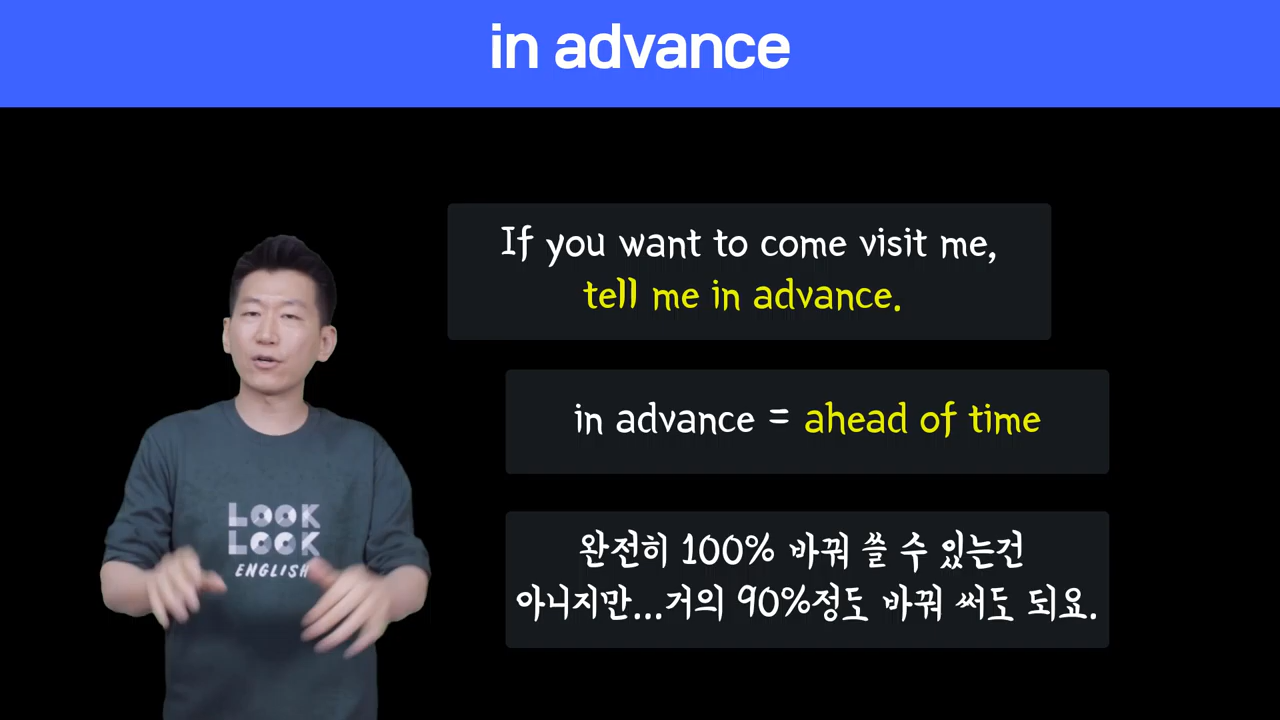 in advance
If you want to come visit me,
tell me in advance.
in advance = ahead of time
완전히 100% 바꿔 쓸 수 있는건
아니지만...거의 90%정도 바꿔 써도 되요.
LOOK
LOOK
ENGLISH